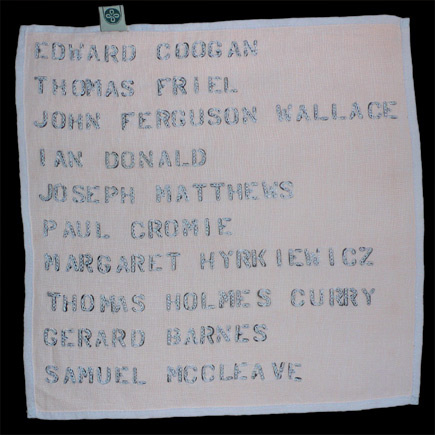 EDWARD COOGAN
THOMAS FRIEL
JOHN FERGUSON WALLACE
IAN DONALD
JOSEPH MATTHEWS
PAUL CROMIE
MARGARET HYRKIEWICZ
THOMAS HOLMES CURRY
GERARD BARNES
SAMUEL MCCLEAVE